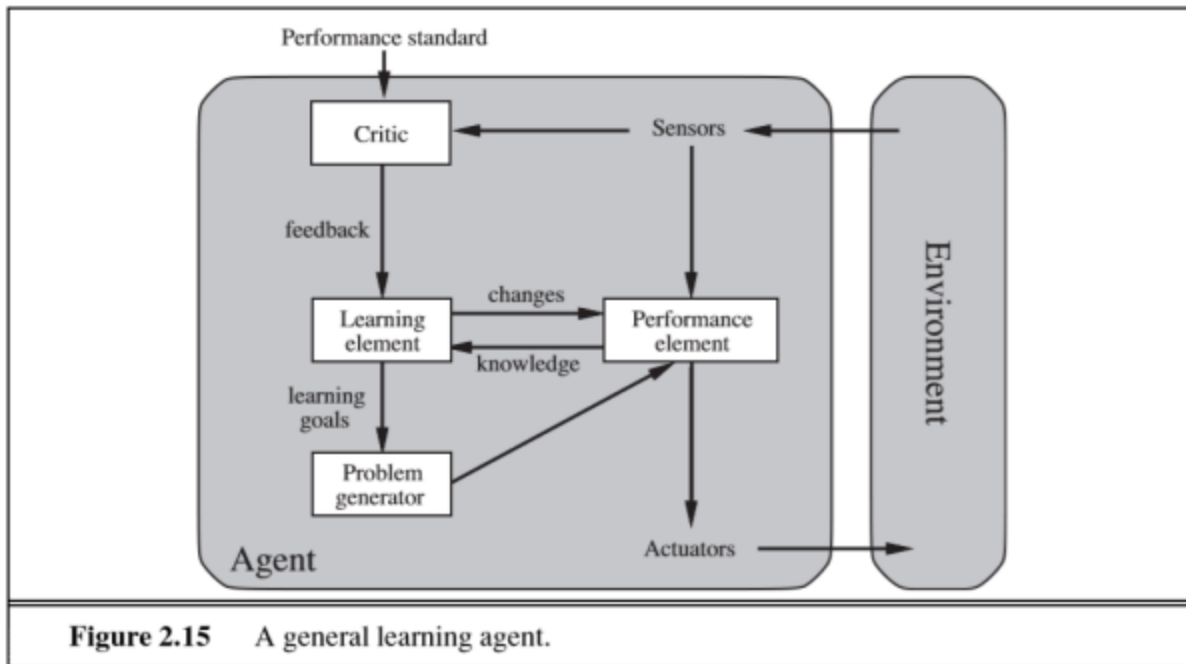 Performance standard
Critic
Sensors
feedback
Environment
changes
Learning
element
Performance
element
knowledge
learning
goals
Problem
generator
Agent
Actuators
Figure 2.15 A general learning agent.